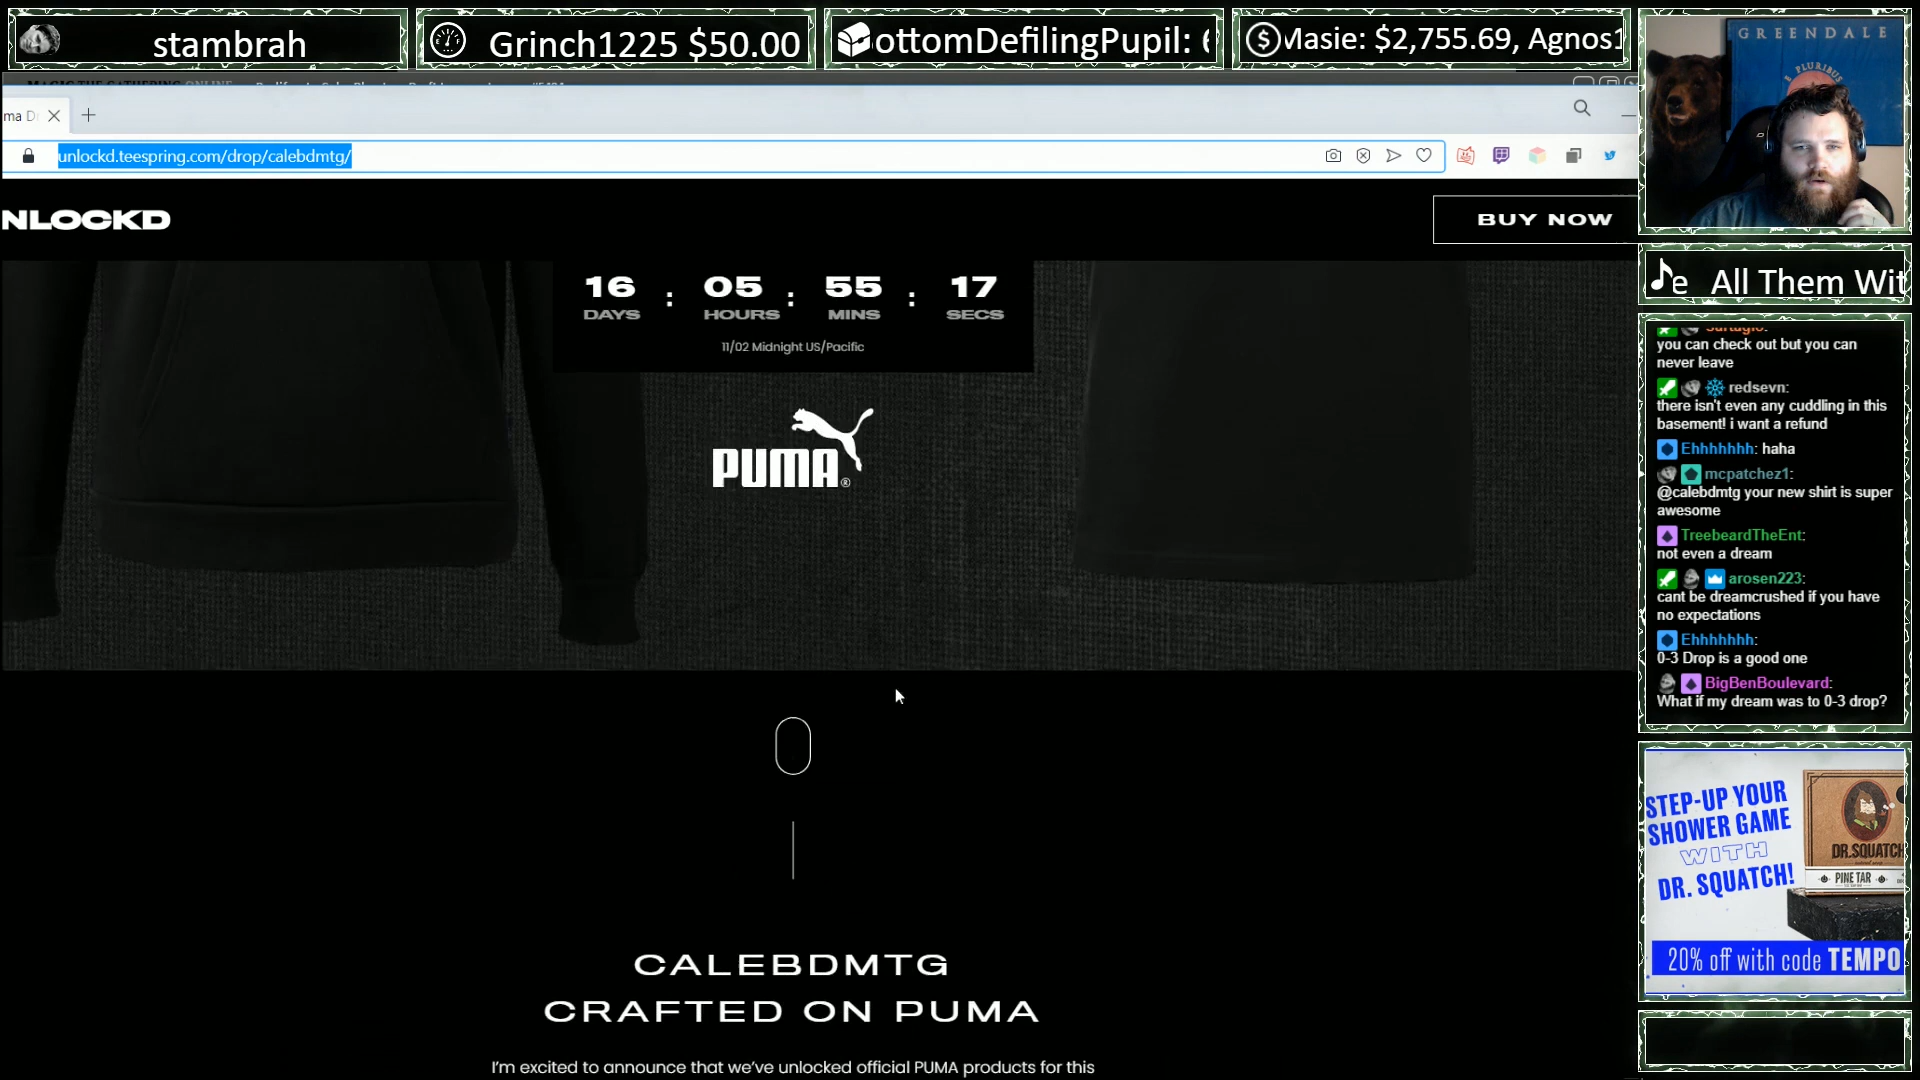 stambrah
Grinch1225 $50.00
ottomDefilingPupil:
Masie: $2,755.69, Agnos1
GREENDALE
E PLURIBUS
MAGIC THE GATHERING ONLINE
ma D
unlockd.teespring.com/drop/calebdmtg/
NLOCKD
BUY NOW
16 : 05 : 55 : 17
DAYS HOURS MINS SECS
11/02 Midnight US/Pacific
PUMA®
CALEBDMTG
CRAFTED ON PUMA
I'm excited to announce that we've unlocked official PUMA products for this
e All Them Wit
Surtaglo:
you can check out but you can
never leave
redsevn:
there isn't even any cuddling in this
basement! i want a refund
Ehhhhhhh: haha
mcpatchez1:
@calebdmtg your new shirt is super
awesome
TreebeardTheEnt:
not even a dream
arosen223:
cant be dreamcrushed if you have
no expectations
Ehhhhhhh:
0-3 Drop is a good one
BigBenBoulevard:
What if my dream was to 0-3 drop?
STEP-UP YOUR
SHOWER GAME
WITH
DR. SQUATCH!
DR.SQUATCH
PINE TAR
20% off with code TEMPO